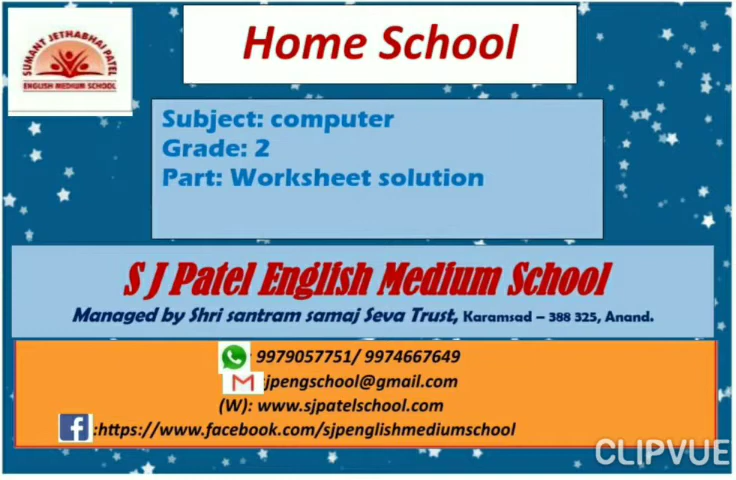 SUMANT JETHABHAI PATEL
ENGLISH MEDIUM SCHOOL
Home School
Subject: computer
Grade: 2
Part: Worksheet solution
S J Patel English Medium School
Managed by Shri santram samaj Seva Trust, Karamsad – 388 325, Anand.
: 9979057751/ 9974667649
:jpengschool@gmail.com
(W): www.sjpatelschool.com
:https://www.facebook.com/sjpenglishmediumschool
CLIPVUE